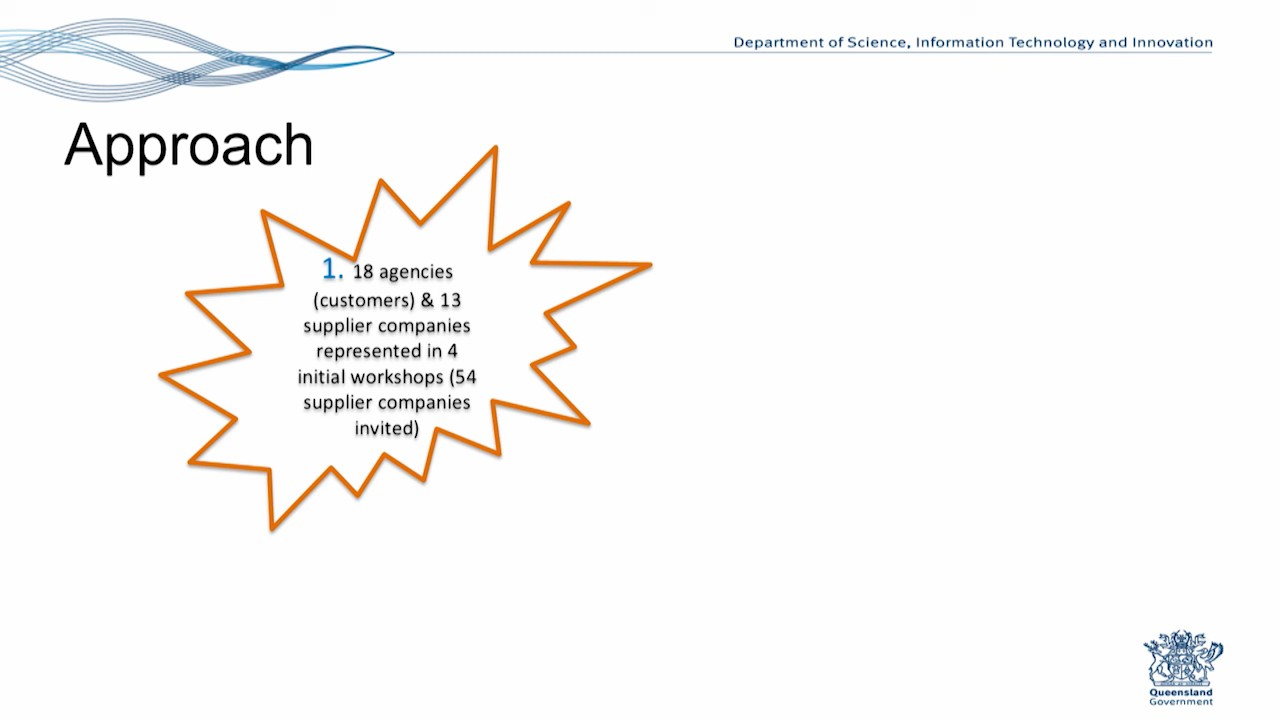 Department of Science, Information Technology and Innovation
Approach
1. 18 agencies
(customers) & 13
supplier companies
represented in 4
initial workshops (54
supplier companies
invited)
Queensland
Government